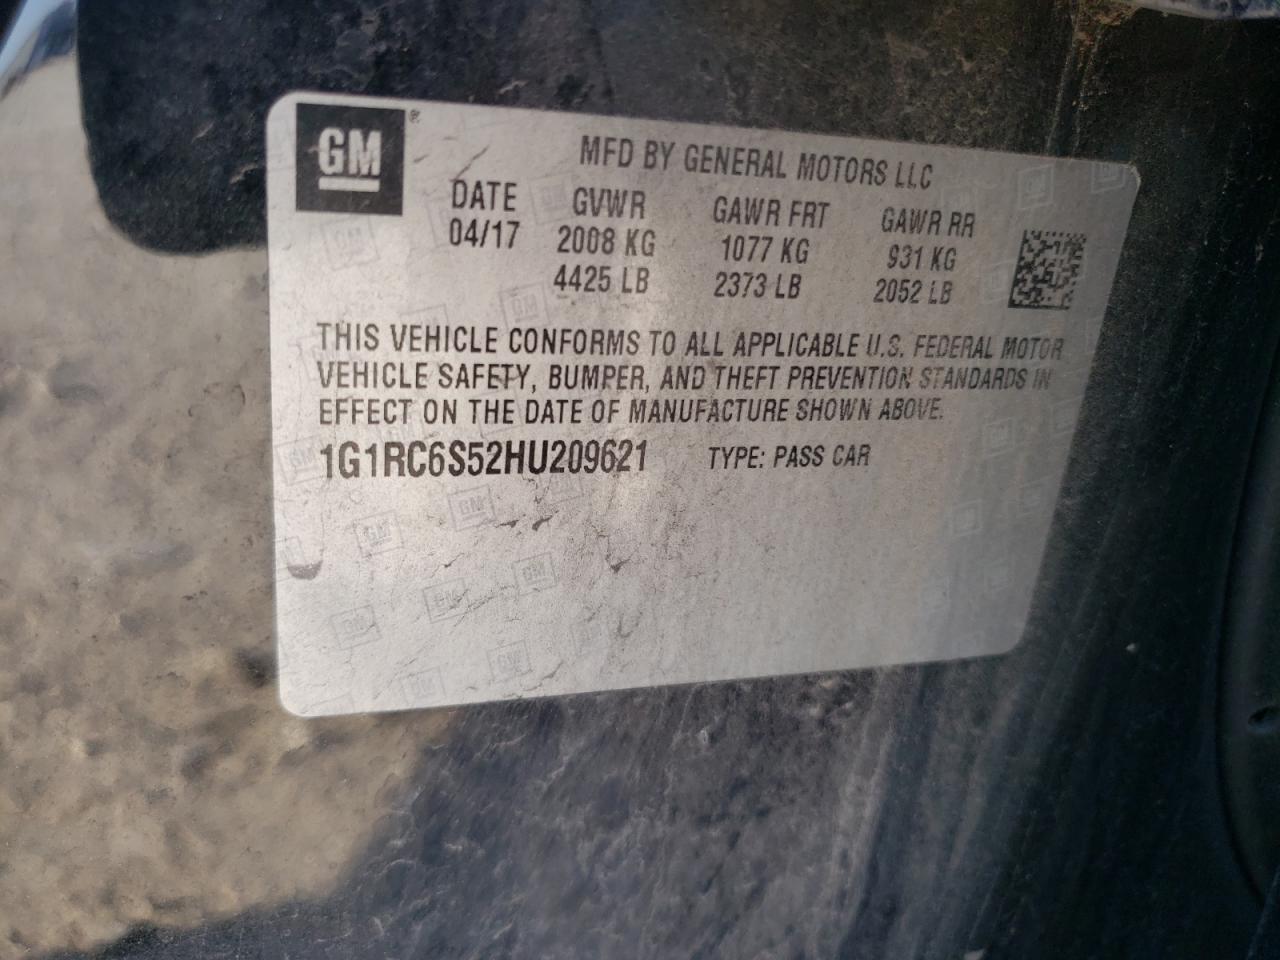 GM®
MFD BY GENERAL MOTORS LLC
DATE GVWR GAWR FRT GAWR RR
04/17 2008 KG 1077 KG 931 KG
4425 LB 2373 LB 2052 LB
THIS VEHICLE CONFORMS TO ALL APPLICABLE U.S. FEDERAL MOTOR
VEHICLE SAFETY, BUMPER, AND THEFT PREVENTION STANDARDS IN
EFFECT ON THE DATE OF MANUFACTURE SHOWN ABOVE.
1G1RC6S52HU209621 TYPE: PASS CAR